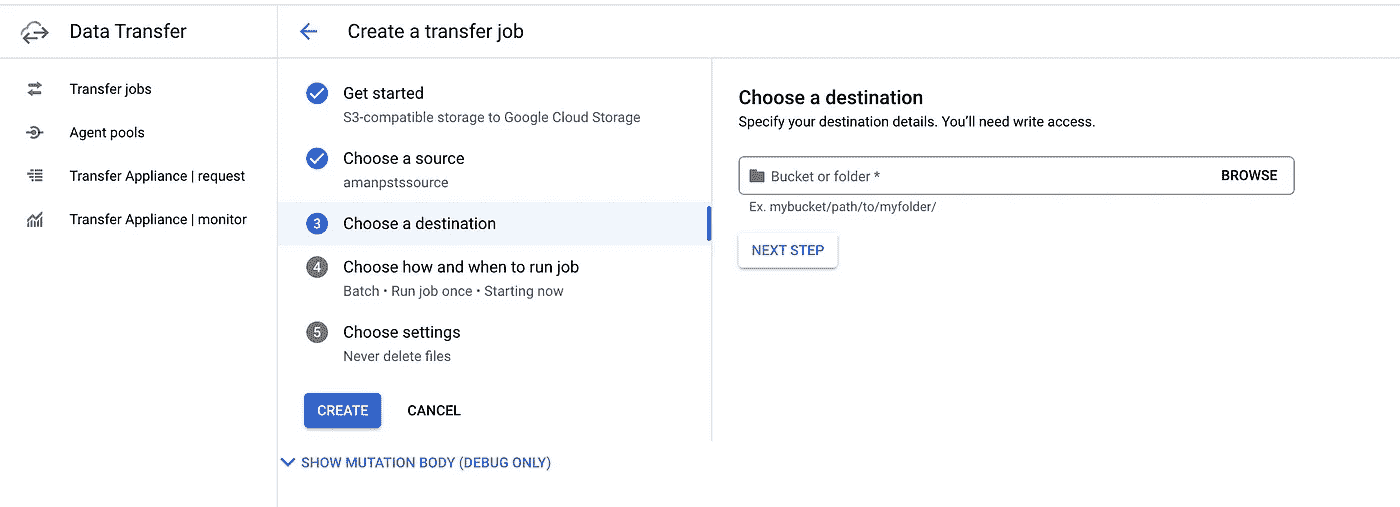 Data Transfer
Create a transfer job
Transfer jobs
Agent pools
Transfer Appliance | request
Transfer Appliance | monitor
Get started
S3-compatible storage to Google Cloud Storage
Choose a source
amanpstssource
3 Choose a destination
4 Choose how and when to run job
Batch • Run job once • Starting now
5 Choose settings
Never delete files
CREATE CANCEL
SHOW MUTATION BODY (DEBUG ONLY)
Choose a destination
Specify your destination details. You’ll need write access.
Bucket or folder * BROWSE
Ex. mybucket/path/to/myfolder/
NEXT STEP